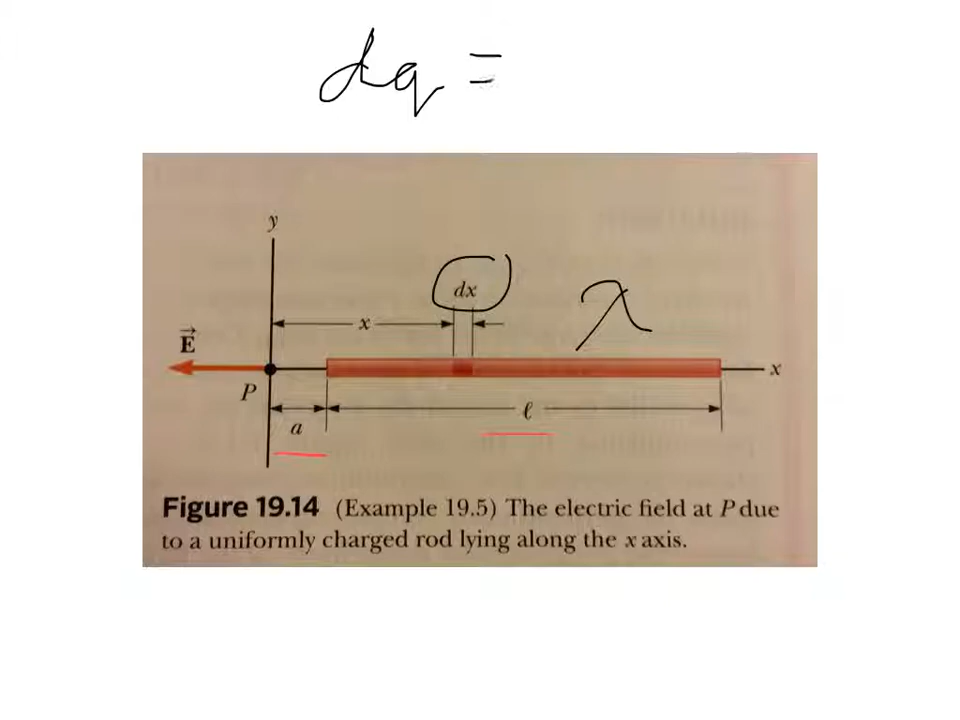 dq =
y
dx
λ
x
E
x
P
a
ℓ
Figure 19.14 (Example 19.5) The electric field at P due
to a uniformly charged rod lying along the x axis.